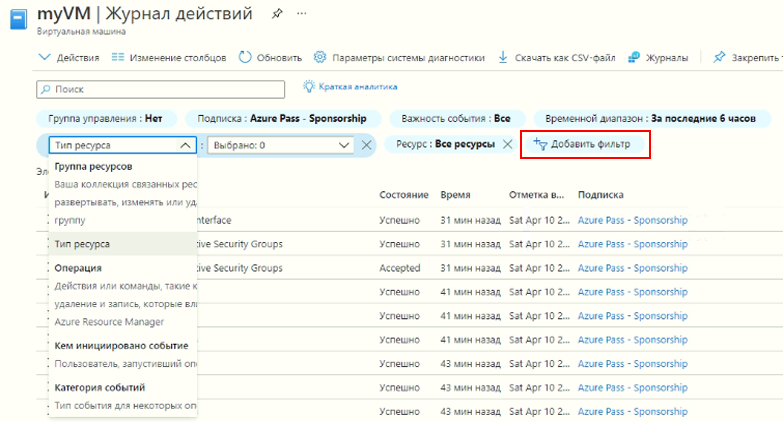 myVM | Журнал действий
Виртуальная машина
Действия Изменение столбцов Обновить Параметры системы диагностики Скачать как CSV-файл Журналы Закрепить
Поиск Краткая аналитика
Группа управления : Нет Подписка : Azure Pass - Sponsorship Важность события : Все Временной диапазон : За последние 6 часов
Тип ресурса : Выбрано: 0 Ресурс : Все ресурсы Добавить фильтр
Группа ресурсов
Ваша коллекция связанных рес
Состояние Время Отметка в... Подписка
развертывать, изменять или уда
группу nterface Успешно 31 мин назад Sat Apr 10 2... Azure Pass - Sponsorship
Тип ресурса tive Security Groups Успешно 31 мин назад Sat Apr 10 2... Azure Pass - Sponsorship
Операция tive Security Groups Accepted 31 мин назад Sat Apr 10 2... Azure Pass - Sponsorship
Действия или команды, такие к Успешно 41 мин назад Sat Apr 10 2... Azure Pass - Sponsorship
удаление и запись, которые вли
Azure Resource Manager Успешно 41 мин назад Sat Apr 10 2... Azure Pass - Sponsorship
Кем инициировано событие Успешно 41 мин назад Sat Apr 10 2... Azure Pass - Sponsorship
Пользователь, запустивший опе Успешно 43 мин назад Sat Apr 10 2... Azure Pass - Sponsorship
Категория событий Успешно 43 мин назад Sat Apr 10 2... Azure Pass - Sponsorship
Тип события для некоторых оп Успешно 43 мин назад Sat Apr 10 2... Azure Pass - Sponsorship